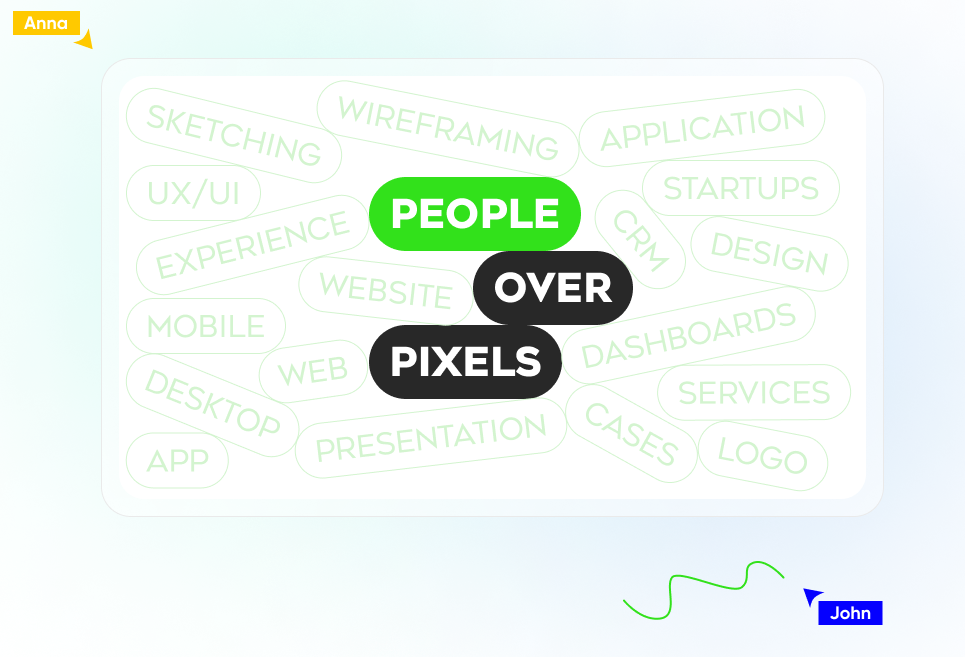 Anna
SKETCHING
WIREFRAMING
APPLICATION
UX/UI
STARTUPS
PEOPLE
EXPERIENCE
CRM
DESIGN
WEBSITE
OVER
MOBILE
DASHBOARDS
WEB
PIXELS
DESKTOP
SERVICES
PRESENTATION
CASES
APP
LOGO
John